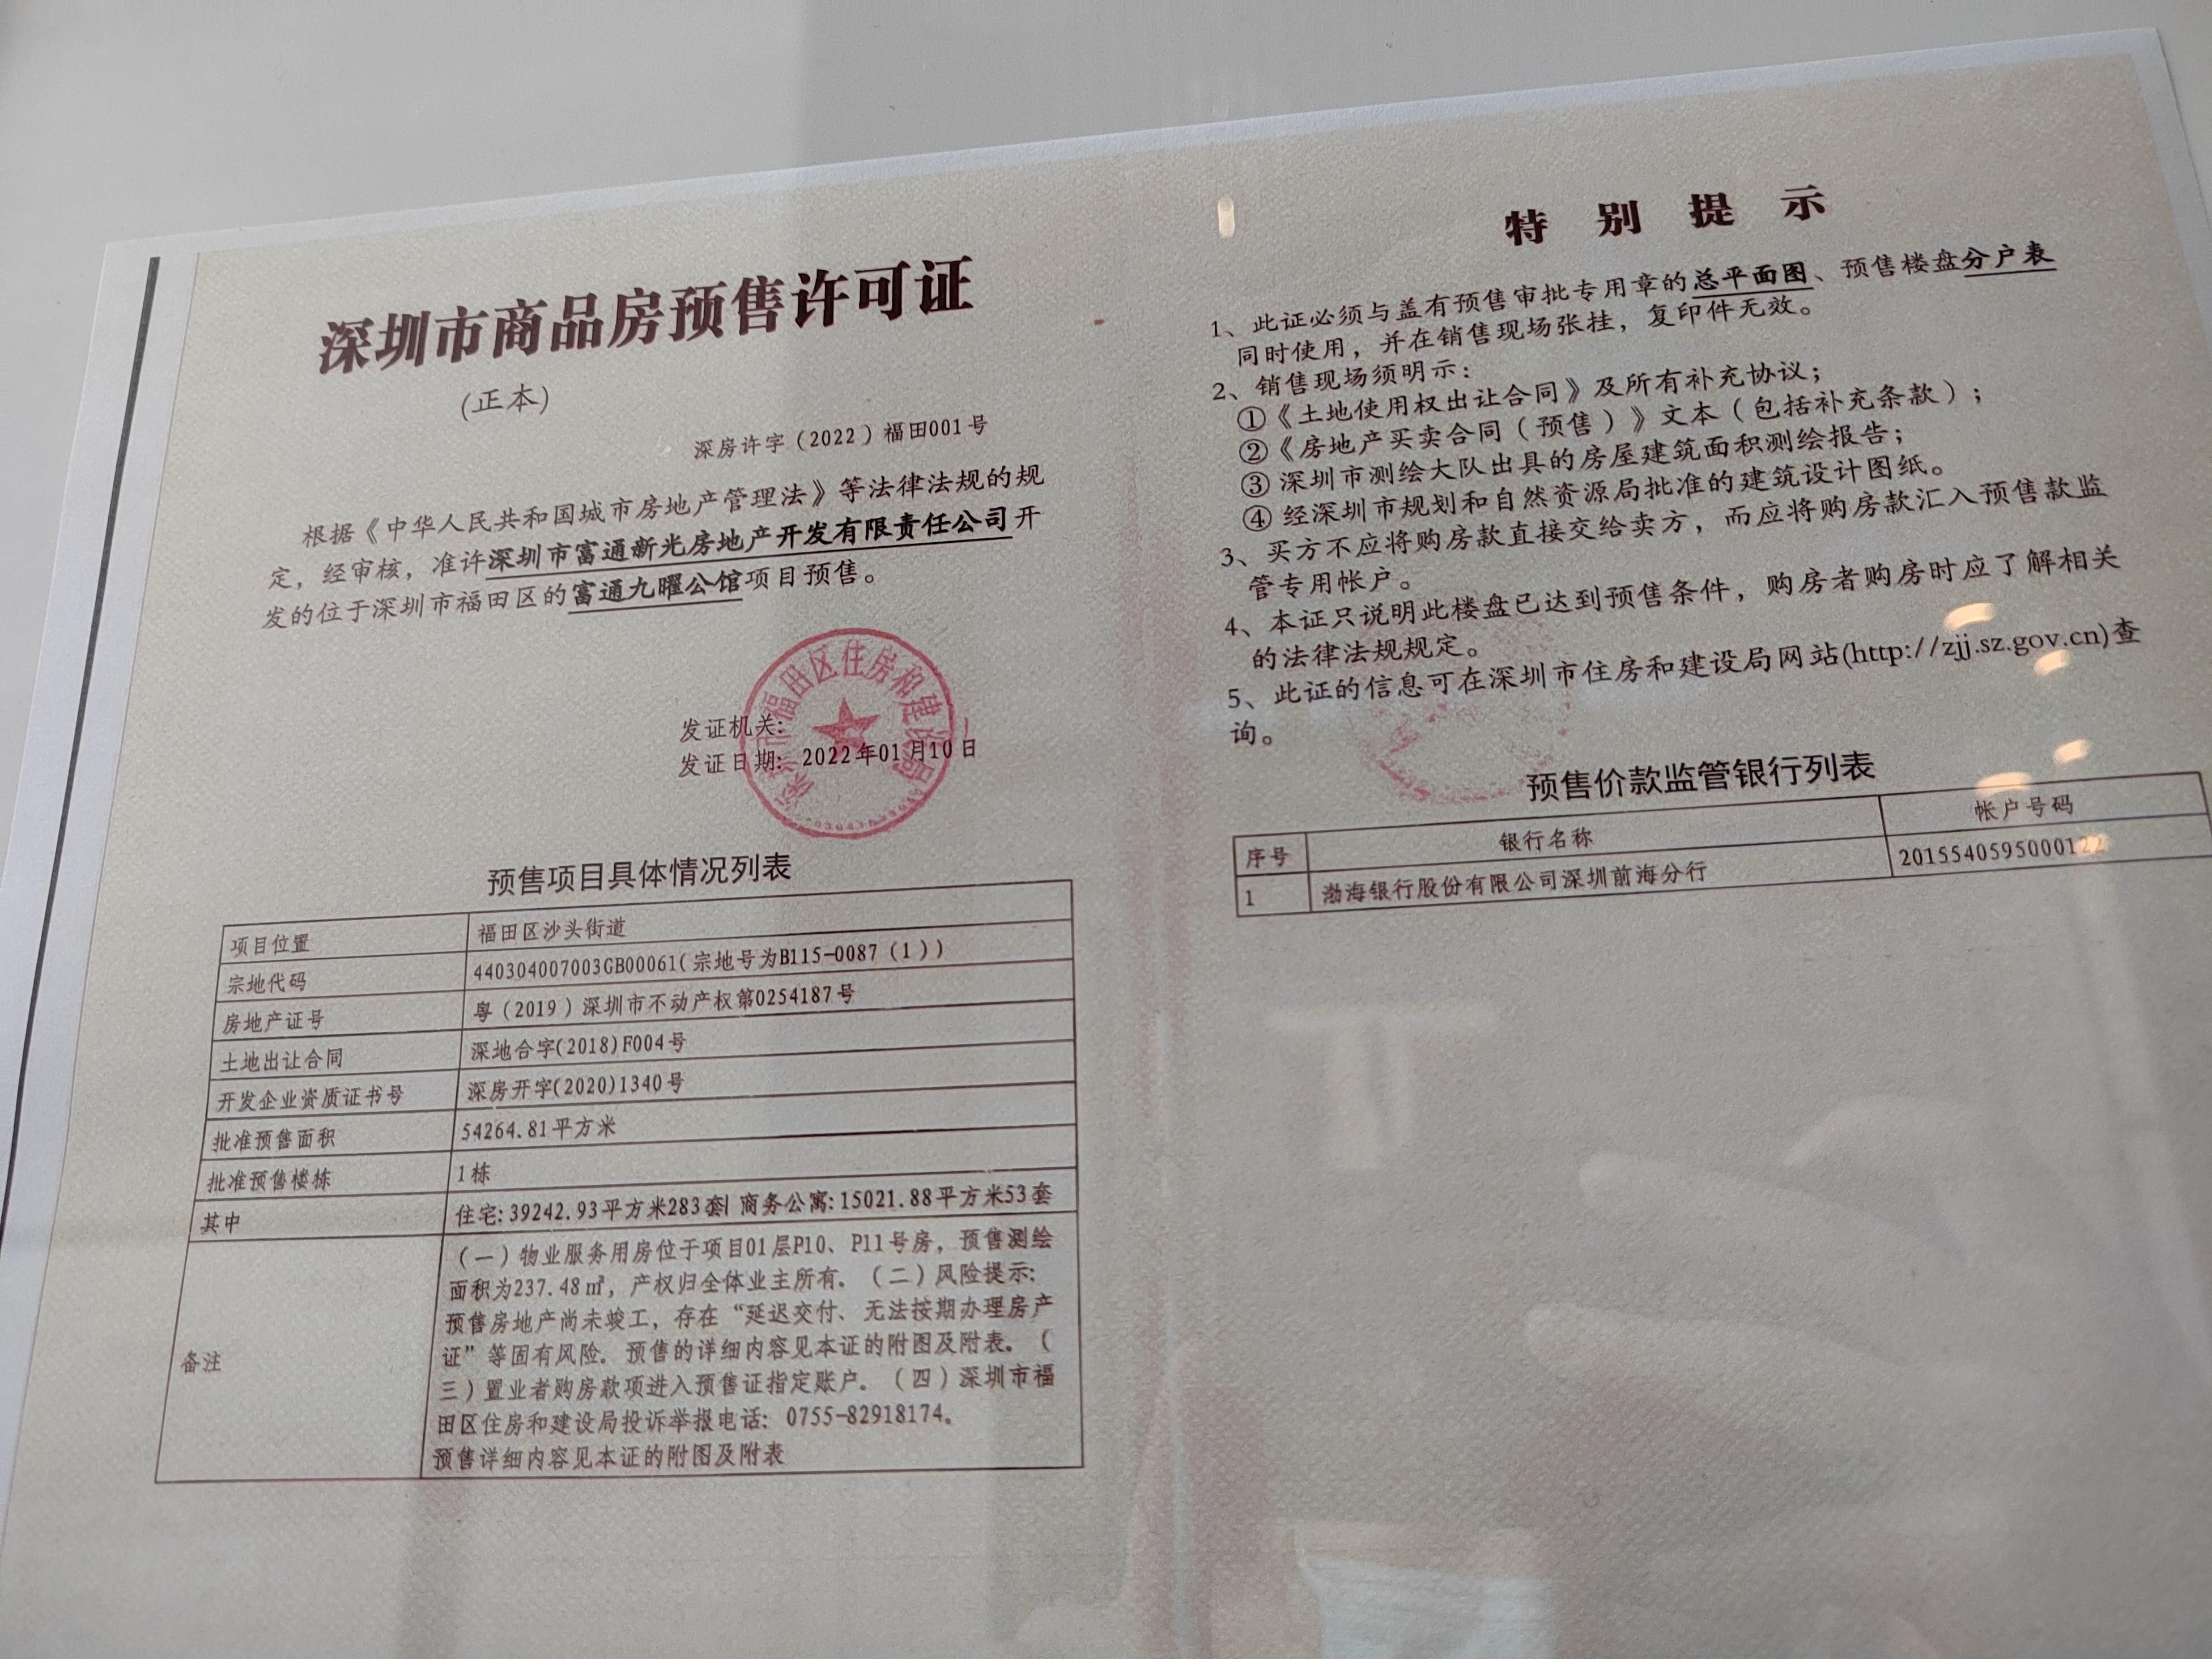 深圳市商品房预售许可证
(正本)
深房许字（2022）福田001号
根据《中华人民共和国城市房地产管理法》等法律法规的规
定，经审核，准许深圳市富通新光房地产开发有限责任公司开
发的位于深圳市福田区的富通九曜公馆项目预售。
发证机关:
发证日期: 2022年01月10日
深圳市福田区住房和建设局
预售项目具体情况列表
项目位置 福田区沙头街道
宗地代码 440304007003GB00061(宗地号为B115-0087（1）)
房地产证号 粤（2019）深圳市不动产权第0254187号
土地出让合同 深地合字(2018)F004号
开发企业资质证书号 深房开字(2020)1340号
批准预售面积 54264.81平方米
批准预售楼栋 1栋
其中 住宅:39242.93平方米283套| 商务公寓:15021.88平方米53套
备注
（一）物业服务用房位于项目01层P10、P11号房，预售测绘
面积为237.48㎡，产权归全体业主所有。（二）风险提示:
预售房地产尚未竣工，存在“延迟交付、无法按期办理房产
证”等固有风险。预售的详细内容见本证的附图及附表。（
三）置业者购房款项进入预售证指定账户。（四）深圳市福
田区住房和建设局投诉举报电话: 0755-82918174。
预售详细内容见本证的附图及附表
特别提示
1、此证必须与盖有预售审批专用章的总平面图、预售楼盘分户表
同时使用，并在销售现场张挂，复印件无效。
2、销售现场须明示：
①《土地使用权出让合同》及所有补充协议；
②《房地产买卖合同（预售）》文本（包括补充条款）；
③ 深圳市测绘大队出具的房屋建筑面积测绘报告；
④ 经深圳市规划和自然资源局批准的建筑设计图纸。
3、买方不应将购房款直接交给卖方，而应将购房款汇入预售款监
管专用帐户。
4、本证只说明此楼盘已达到预售条件，购房者购房时应了解相关
的法律法规规定。
5、此证的信息可在深圳市住房和建设局网站(http://zjj.sz.gov.cn)查
询。
预售价款监管银行列表
序号 银行名称 帐户号码
1 渤海银行股份有限公司深圳前海分行 2015540595000122